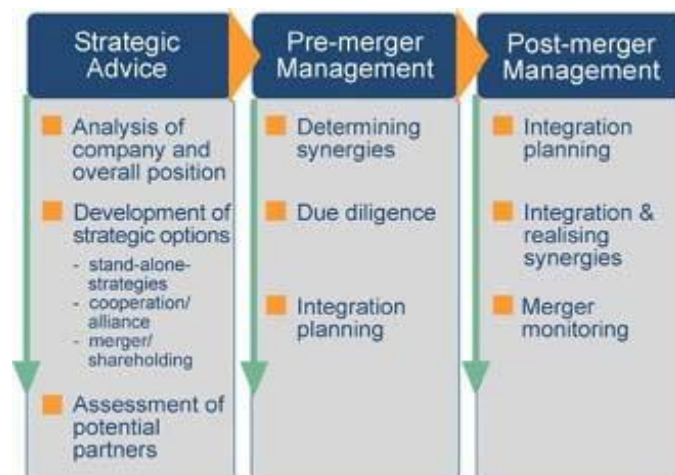 Strategic
Advice
Analysis of
company and
overall position
Development of
strategic options
- stand-alone-
strategies
- cooperation/
alliance
- merger/
shareholding
Assessment of
potential
partners
Pre-merger
Management
Determining
synergies
Due diligence
Integration
planning
Post-merger
Management
Integration
planning
Integration &
realising
synergies
Merger
monitoring